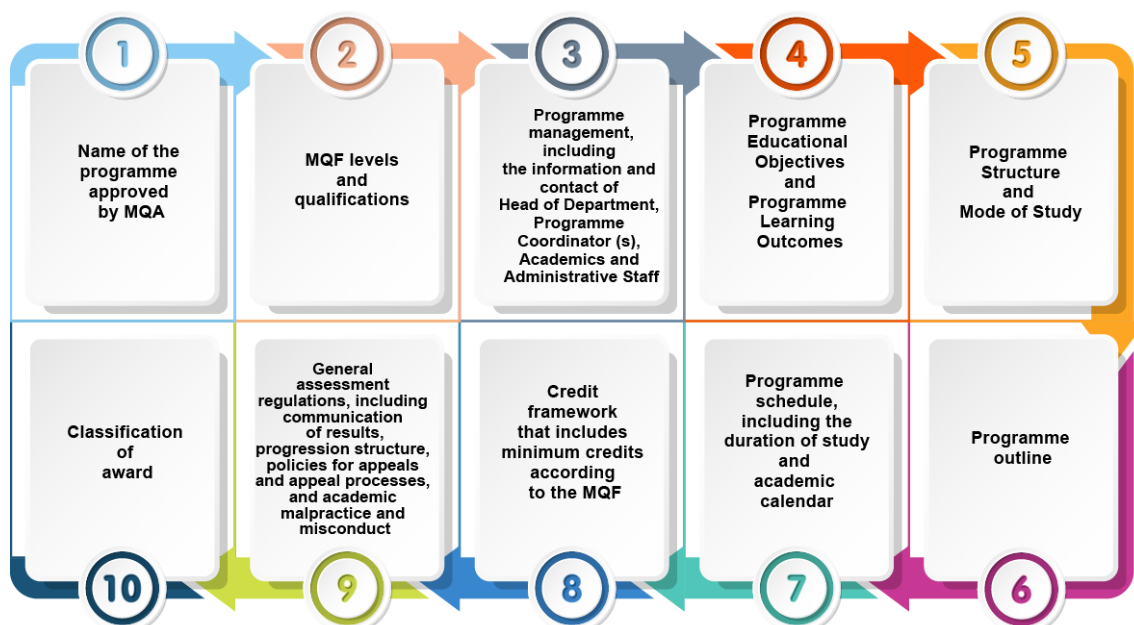 1
Name of the
programme
approved
by MQA
2
MQF levels
and
qualifications
3
Programme
management,
including
the information and
contact of
Head of Department,
Programme
Coordinator (s),
Academics and
Administrative Staff
4
Programme
Educational
Objectives
and
Programme
Learning
Outcomes
5
Programme
Structure
and
Mode of Study
6
Programme
outline
7
Programme
schedule,
including the
duration of study
and
academic
calendar
8
Credit
framework
that includes
minimum credits
according
to the MQF
9
General
assessment
regulations, including
communication
of results,
progression structure,
policies for appeals
and appeal processes,
and academic
malpractice and
misconduct
10
Classification
of
award